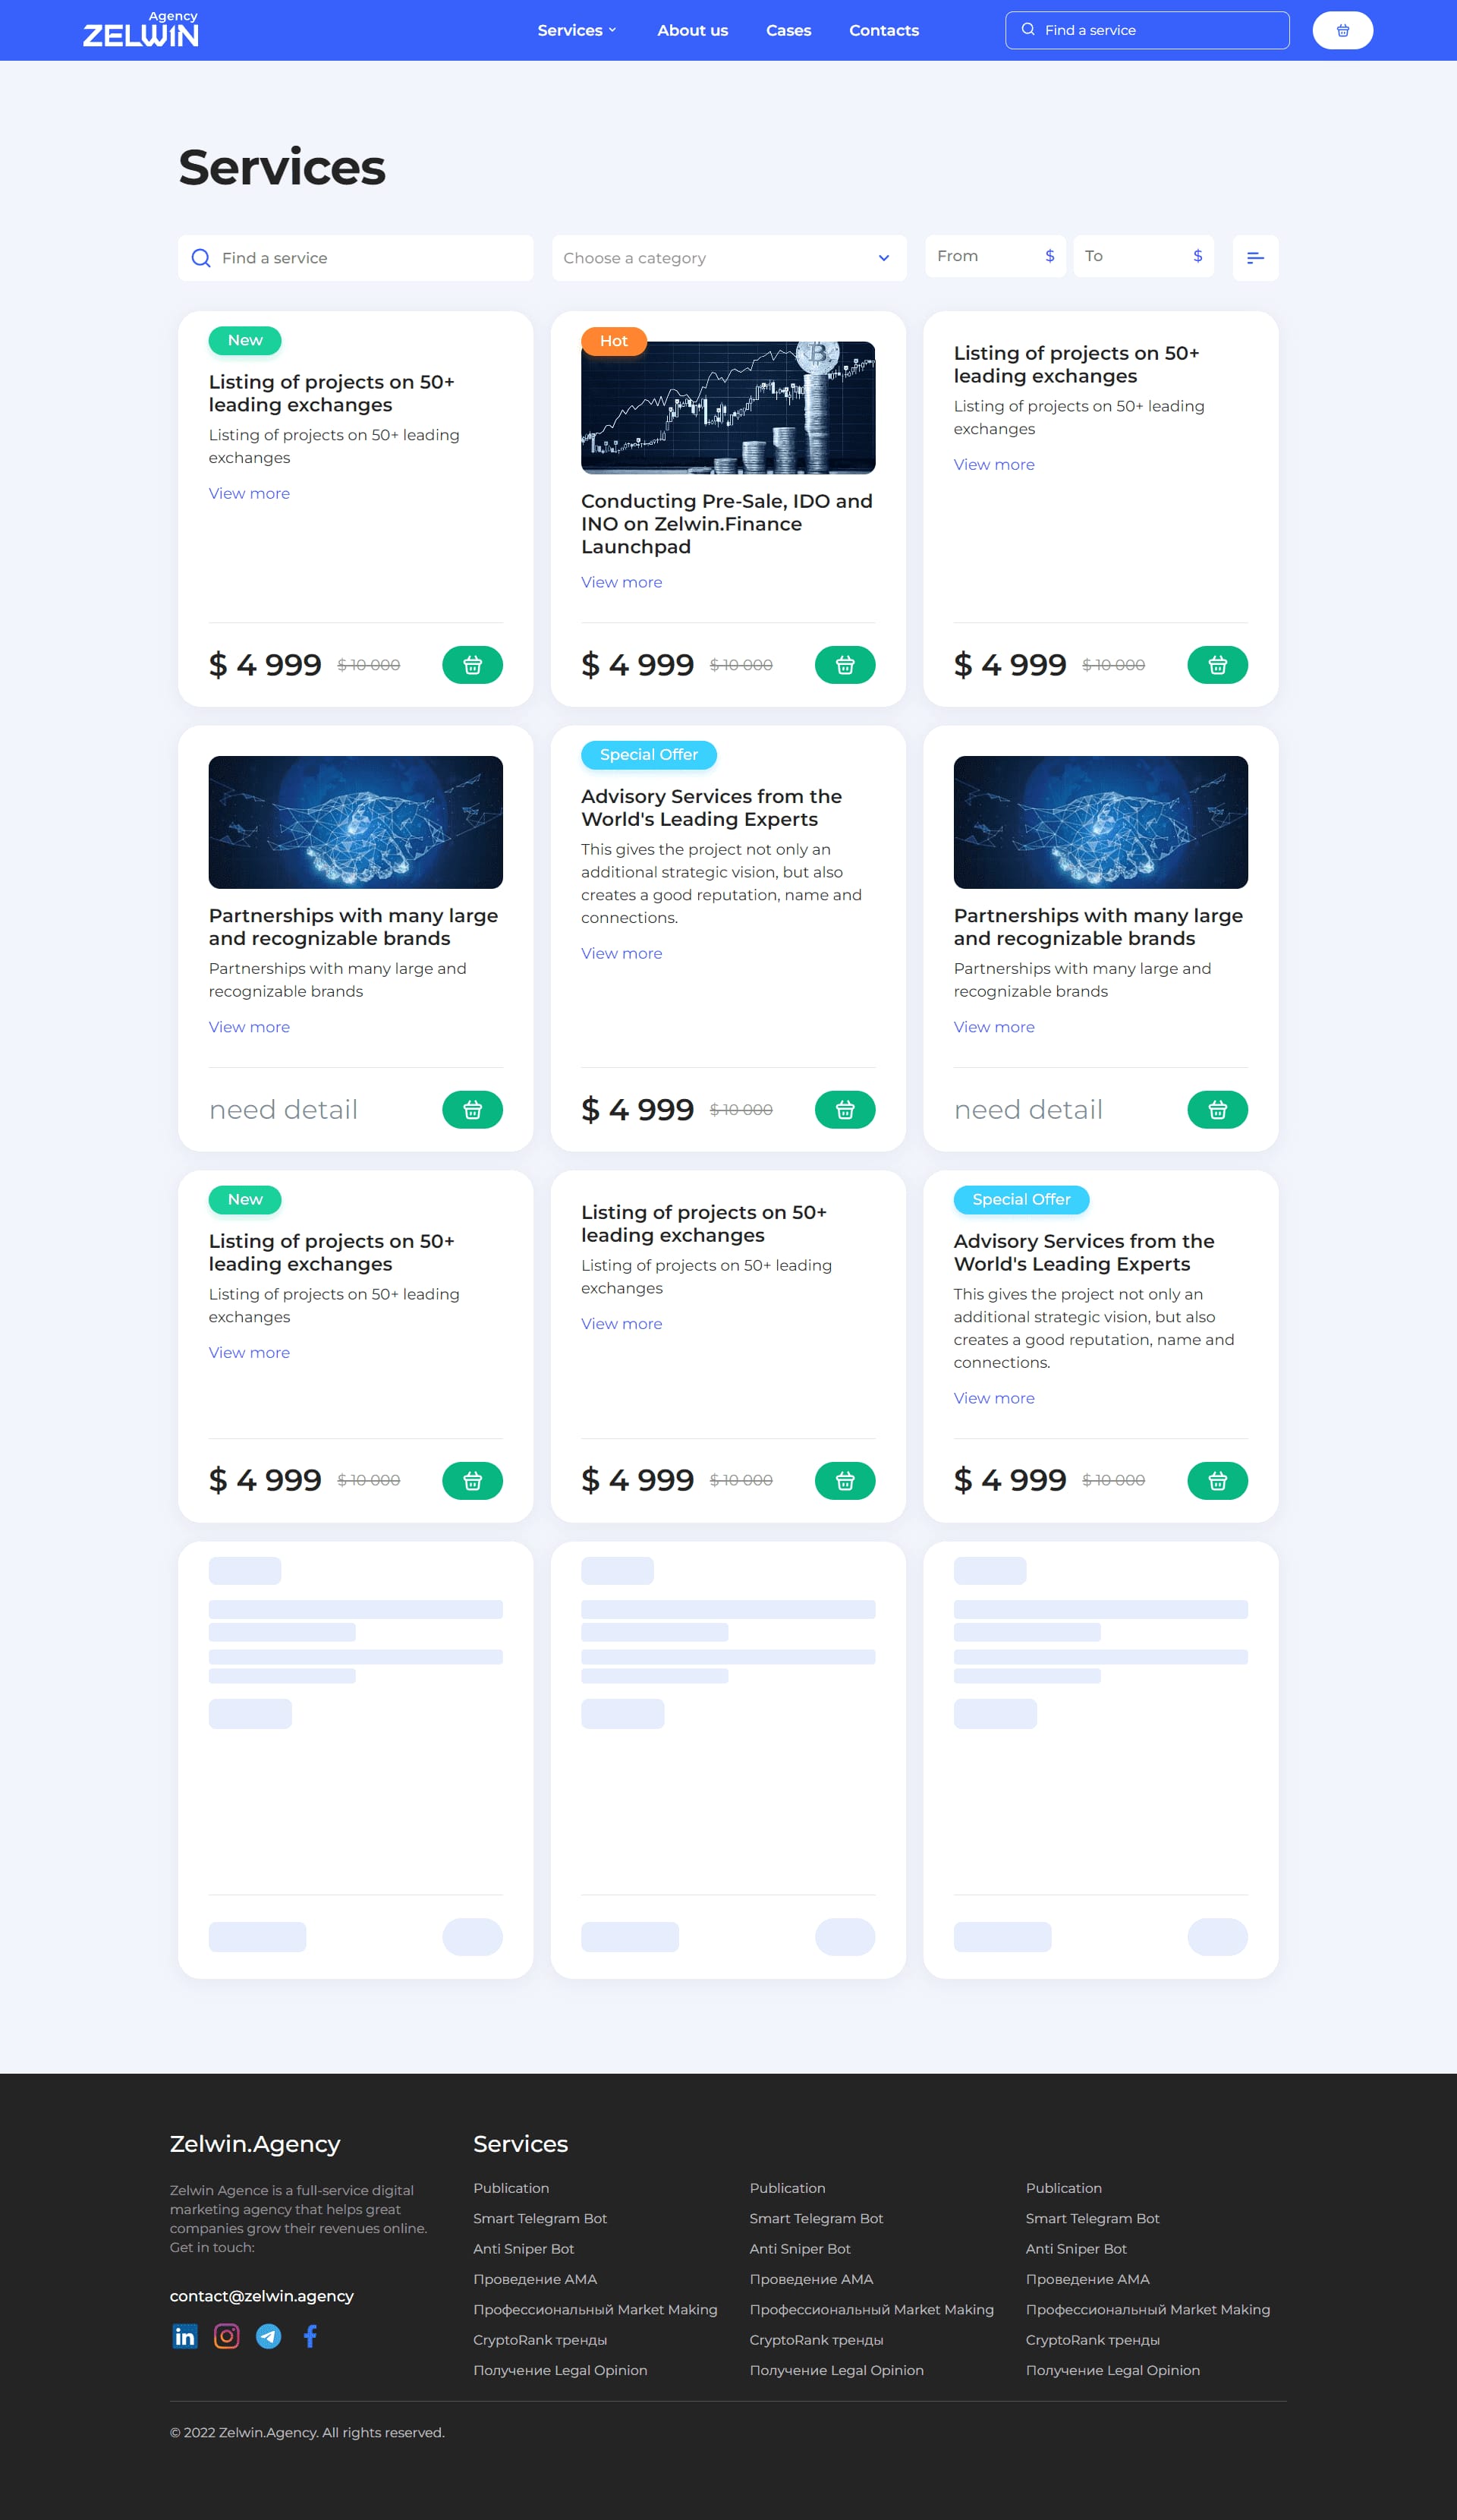 Agency
ZELWIN
Services
About us
Cases
Contacts
Find a service
Services
Find a service
Choose a category
From $
To $
New
Listing of projects on 50+
leading exchanges
Listing of projects on 50+ leading
exchanges
View more
$ 4 999 $ 10 000
Hot
Conducting Pre-Sale, IDO and
INO on Zelwin.Finance
Launchpad
View more
$ 4 999 $ 10 000
Listing of projects on 50+
leading exchanges
Listing of projects on 50+ leading
exchanges
View more
$ 4 999 $ 10 000
Partnerships with many large
and recognizable brands
Partnerships with many large and
recognizable brands
View more
need detail
Special Offer
Advisory Services from the
World's Leading Experts
This gives the project not only an
additional strategic vision, but also
creates a good reputation, name and
connections.
View more
$ 4 999 $ 10 000
Partnerships with many large
and recognizable brands
Partnerships with many large and
recognizable brands
View more
need detail
New
Listing of projects on 50+
leading exchanges
Listing of projects on 50+ leading
exchanges
View more
$ 4 999 $ 10 000
Listing of projects on 50+
leading exchanges
Listing of projects on 50+ leading
exchanges
View more
$ 4 999 $ 10 000
Special Offer
Advisory Services from the
World's Leading Experts
This gives the project not only an
additional strategic vision, but also
creates a good reputation, name and
connections.
View more
$ 4 999 $ 10 000
Zelwin.Agency
Zelwin Agence is a full-service digital
marketing agency that helps great
companies grow their revenues online.
Get in touch:
contact@zelwin.agency
Services
Publication
Smart Telegram Bot
Anti Sniper Bot
Проведение AMA
Профессиональный Market Making
CryptoRank тренды
Получение Legal Opinion
Publication
Smart Telegram Bot
Anti Sniper Bot
Проведение AMA
Профессиональный Market Making
CryptoRank тренды
Получение Legal Opinion
Publication
Smart Telegram Bot
Anti Sniper Bot
Проведение AMA
Профессиональный Market Making
CryptoRank тренды
Получение Legal Opinion
© 2022 Zelwin.Agency. All rights reserved.